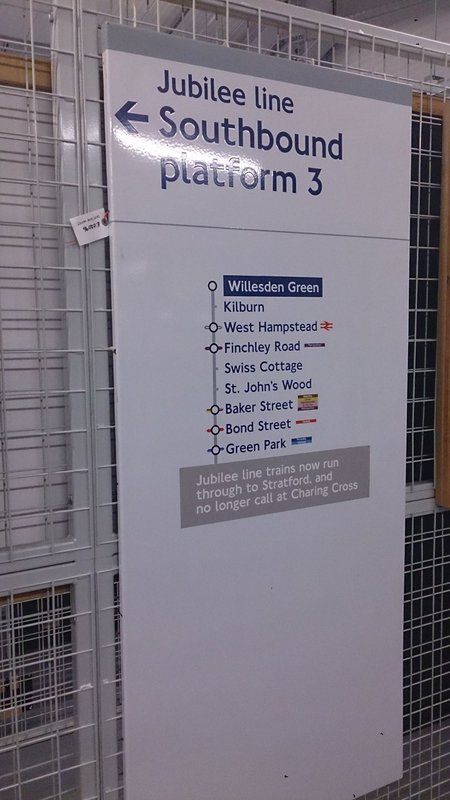 Jubilee line
Southbound
platform 3
Willesden Green
Kilburn
West Hampstead
Finchley Road
Swiss Cottage
St. John's Wood
Baker Street
Bond Street
Green Park
Jubilee line trains now run
through to Stratford, and
no longer call at Charing Cross